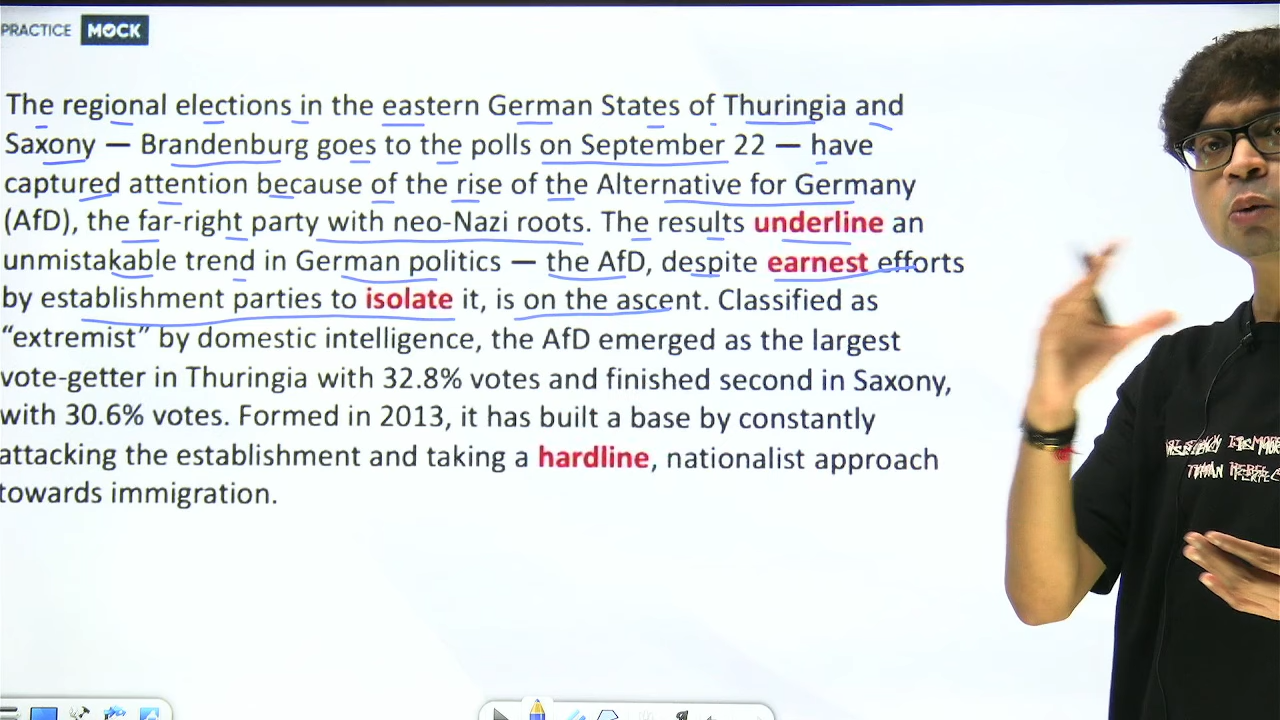 PRACTICE MOCK
The regional elections in the eastern German States of Thuringia and
Saxony — Brandenburg goes to the polls on September 22 — have
captured attention because of the rise of the Alternative for Germany
(AfD), the far-right party with neo-Nazi roots. The results underline an
unmistakable trend in German politics — the AfD, despite earnest efforts
by establishment parties to isolate it, is on the ascent. Classified as
“extremist” by domestic intelligence, the AfD emerged as the largest
vote-getter in Thuringia with 32.8% votes and finished second in Saxony,
with 30.6% votes. Formed in 2013, it has built a base by constantly
attacking the establishment and taking a hardline, nationalist approach
towards immigration.
THAN